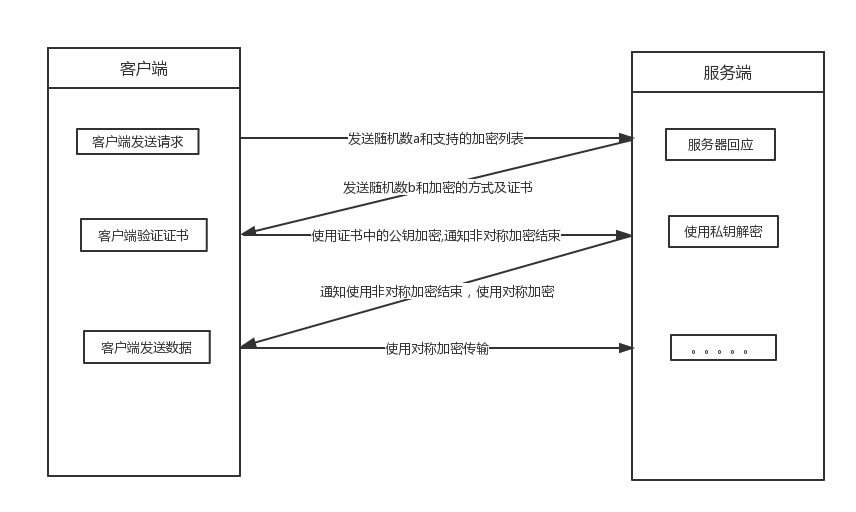 客户端
服务端
客户端发送请求
发送随机数a和支持的加密列表
服务器回应
发送随机数b和加密的方式及证书
客户端验证证书
使用证书中的公钥加密,通知非对称加密结束
使用私钥解密
通知使用非对称加密结束，使用对称加密
客户端发送数据
使用对称加密传输
。。。。。